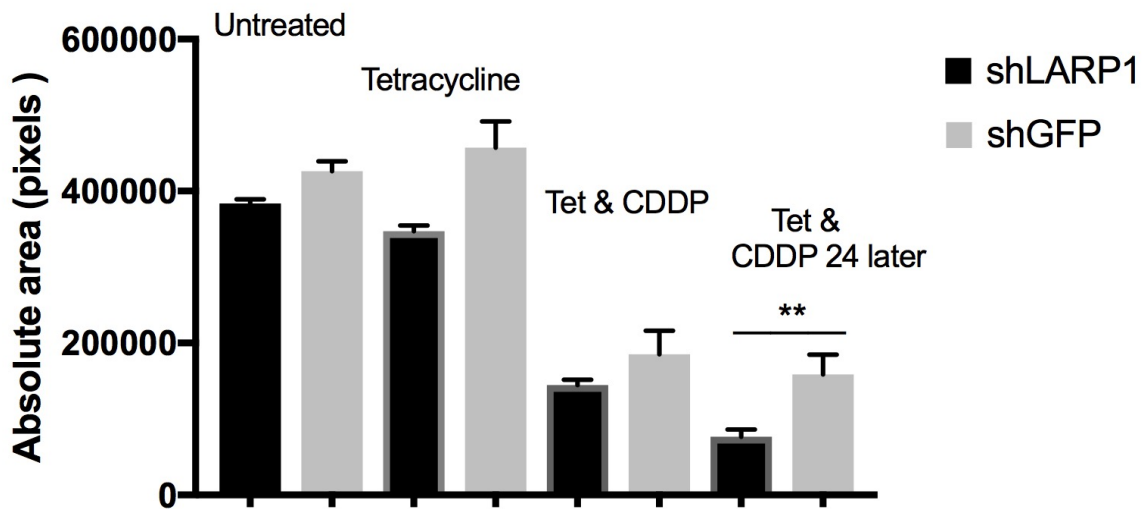 Untreated
Tetracycline
Tet & CDDP
Tet &
CDDP 24 later
**
shLARP1
shGFP
Absolute area (pixels )
600000
400000
200000
0